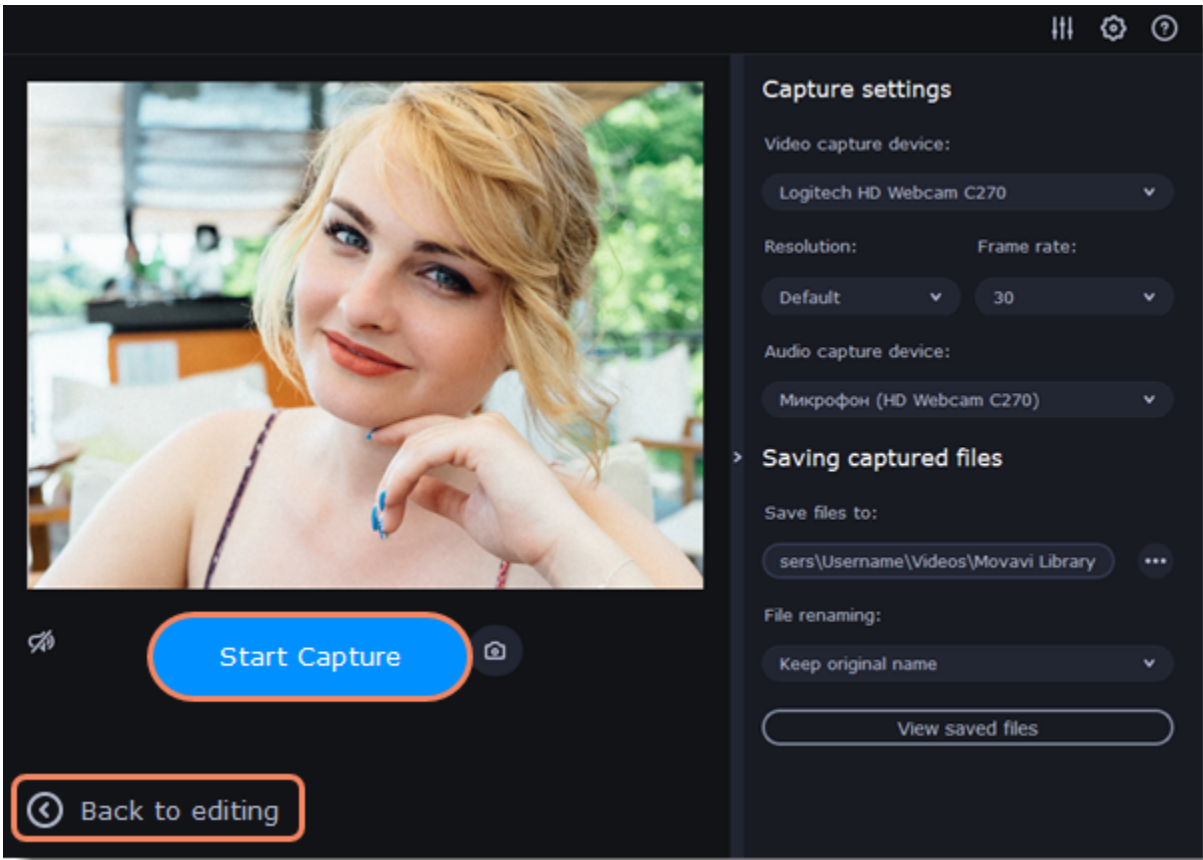 Capture settings
Video capture device:
Logitech HD Webcam C270
Resolution: Frame rate:
Default 30
Audio capture device:
Микрофон (HD Webcam C270)
Saving captured files
Save files to:
sers\Username\Videos\Movavi Library
File renaming:
Keep original name
View saved files
Start Capture
Back to editing